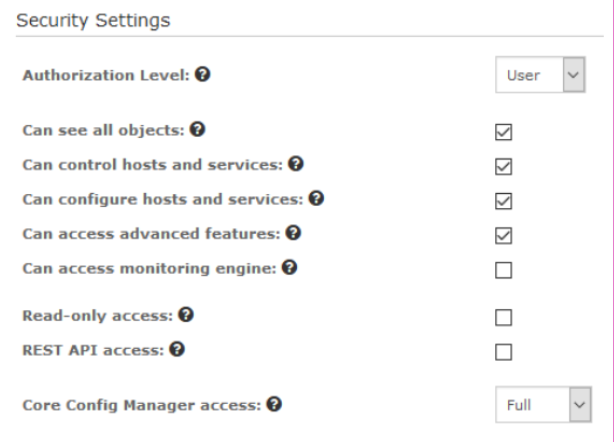 Security Settings
Authorization Level: ? User
Can see all objects: ?
Can control hosts and services: ?
Can configure hosts and services: ?
Can access advanced features: ?
Can access monitoring engine: ?
Read-only access: ?
REST API access: ?
Core Config Manager access: ? Full